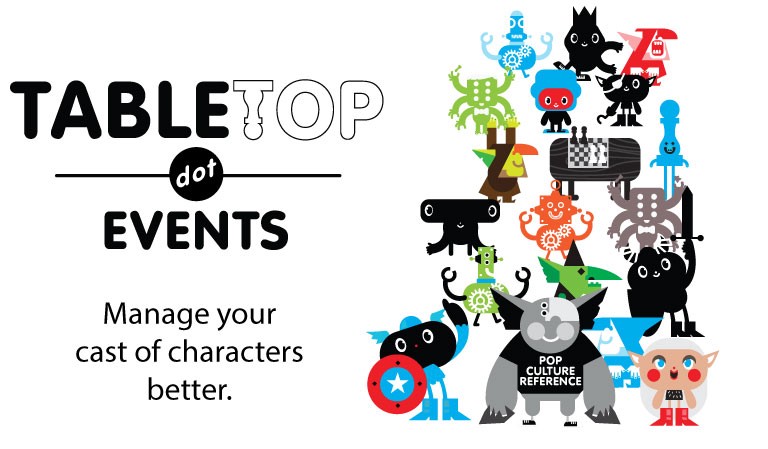 TABLETOP
dot
EVENTS
Manage your
cast of characters
better.
POP
CULTURE
REFERENCE